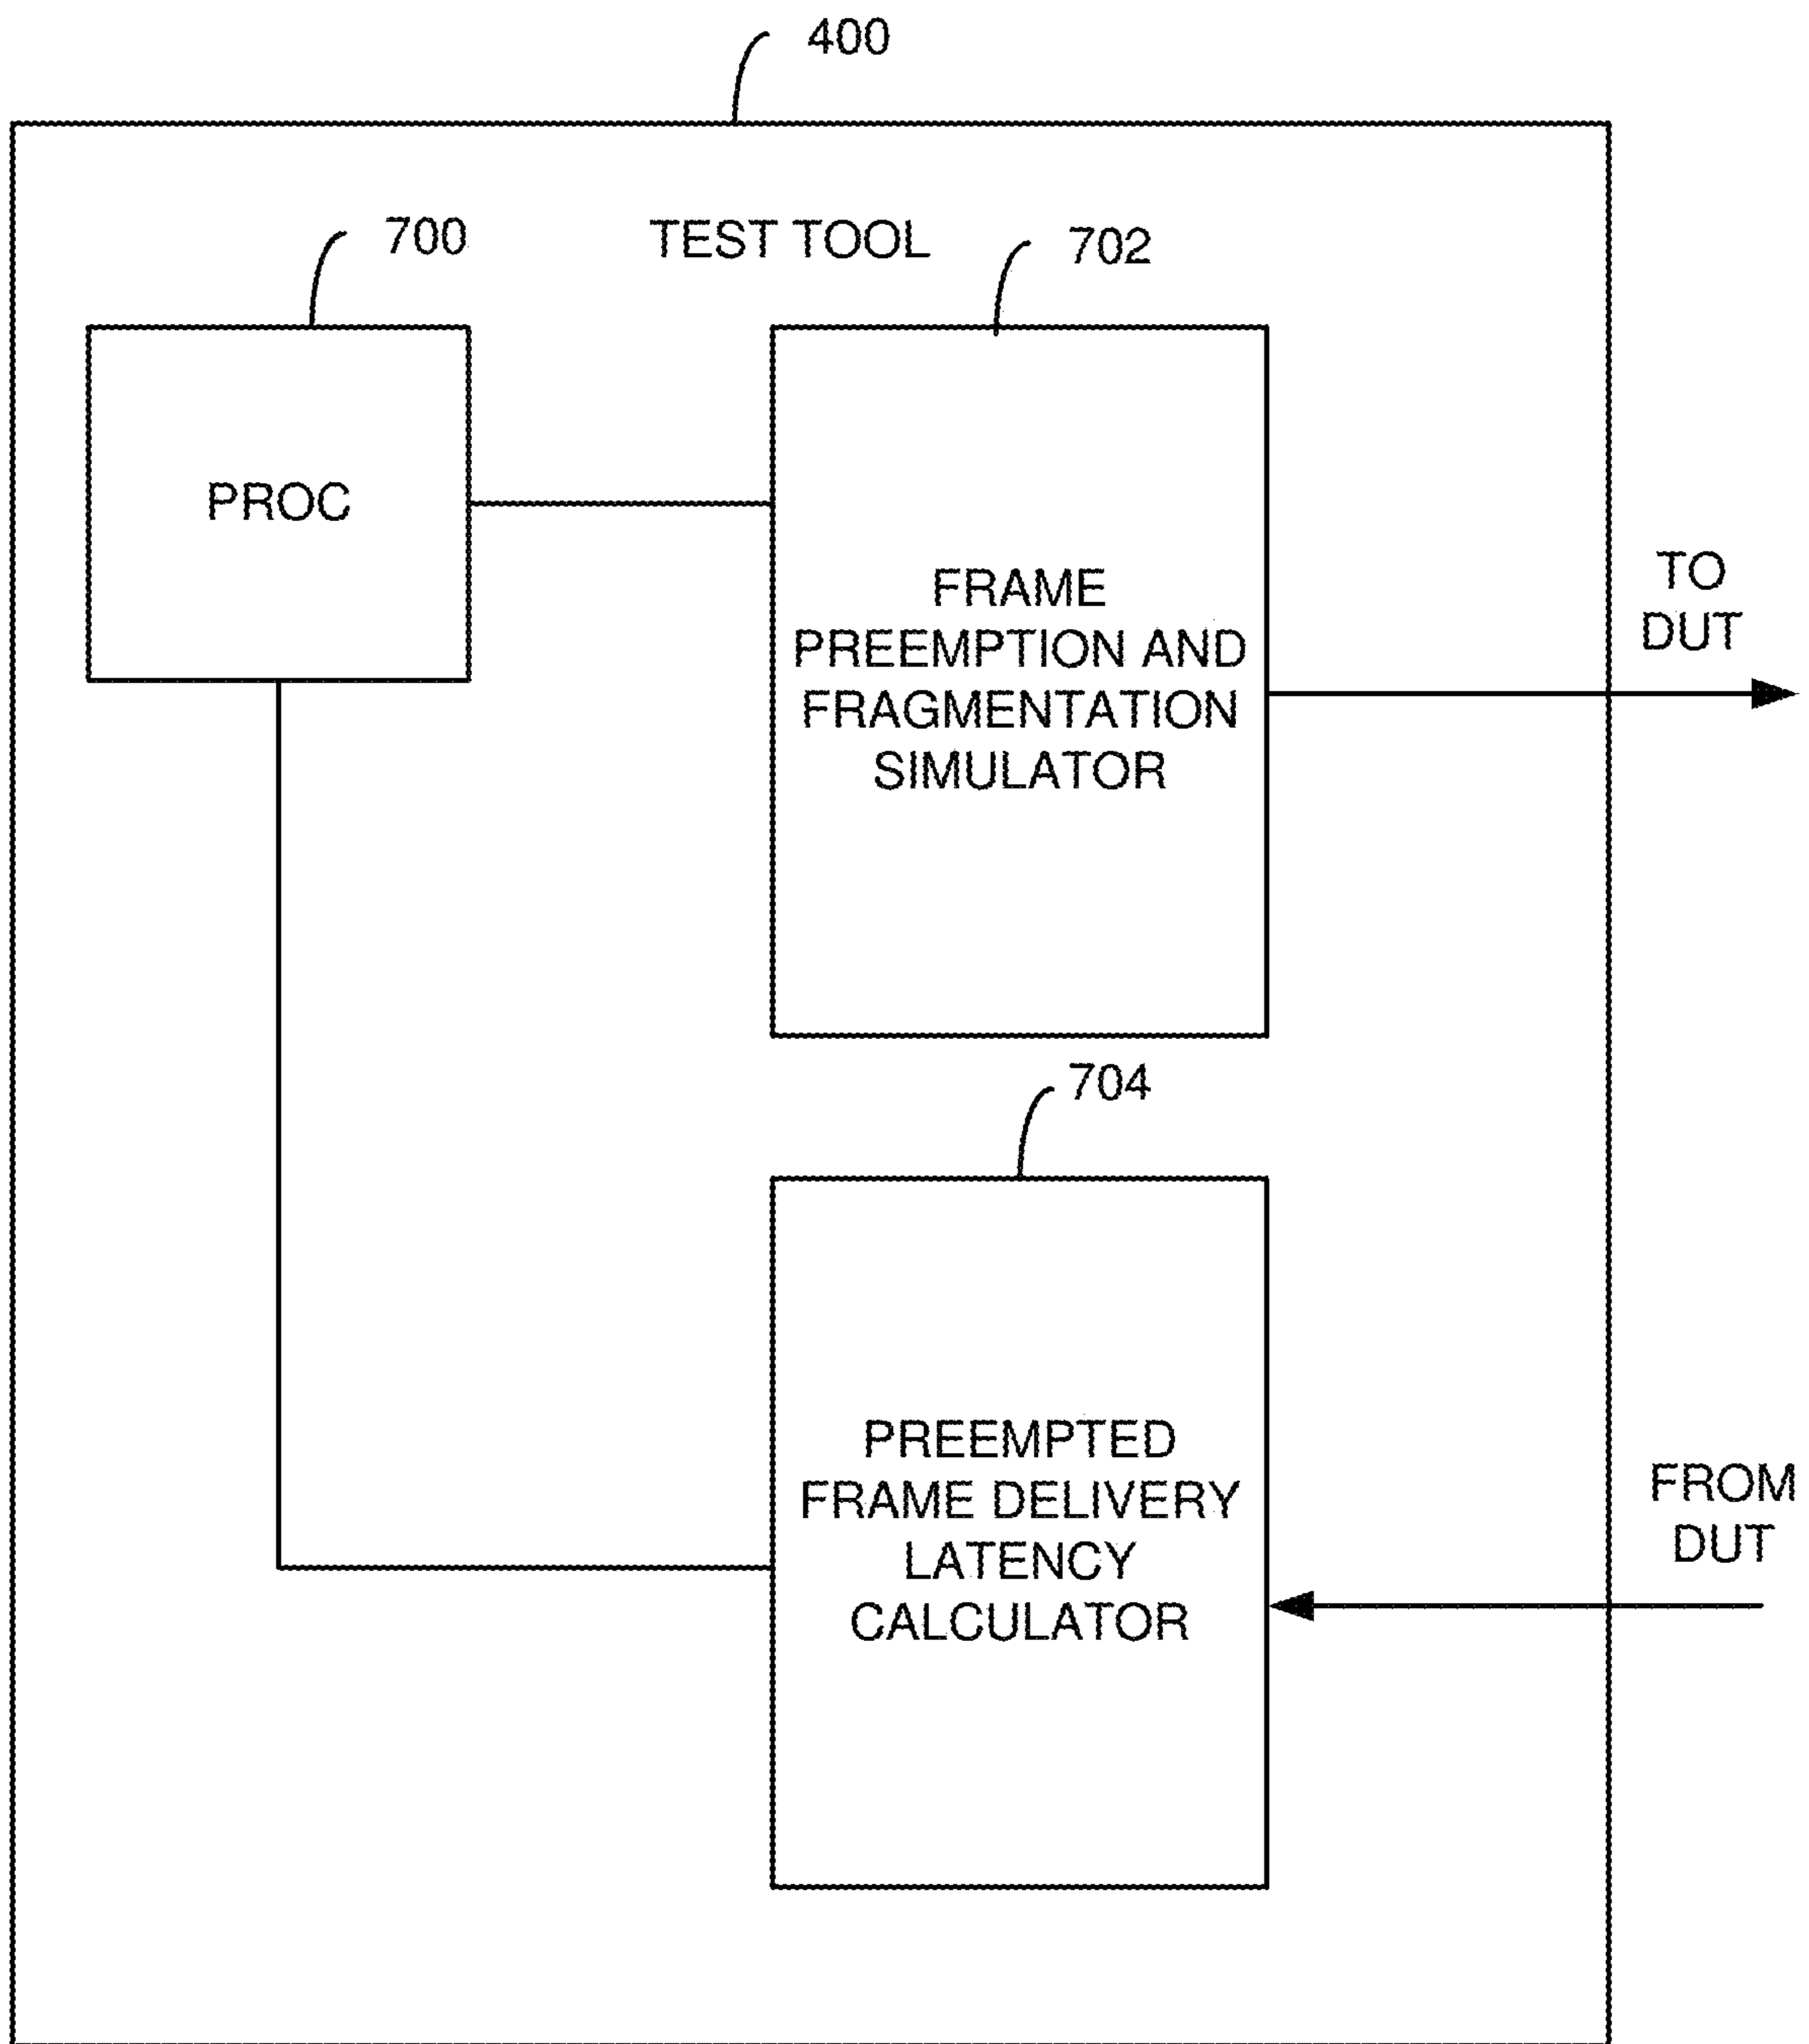 400
700
TEST TOOL
702
PROC
FRAME
PREEMPTION AND
FRAGMENTATION
SIMULATOR
TO
DUT
704
PREEMPTED
FRAME DELIVERY
LATENCY
CALCULATOR
FROM
DUT